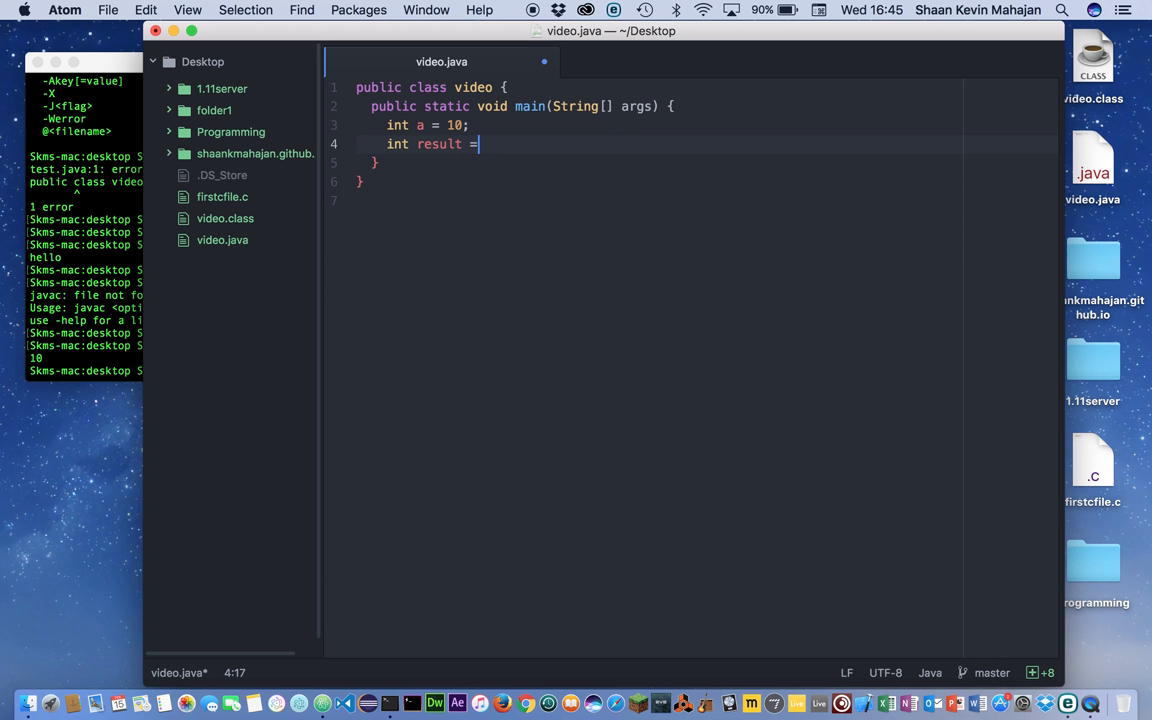 Atom File Edit View Selection Find Packages Window Help 90% Wed 16:45 Shaan Kevin Mahajan
video.java — ~/Desktop
-Akey[=value]
-X
-J<flag>
-Werror
@<filename>
Skms-mac:desktop S
test.java:1: error
public class video
^
1 error
[Skms-mac:desktop S
[Skms-mac:desktop S
[Skms-mac:desktop S
hello
[Skms-mac:desktop S
[Skms-mac:desktop S
javac: file not fo
Usage: javac <opti
use -help for a li
[Skms-mac:desktop S
[Skms-mac:desktop S
10
Skms-mac:desktop S
Desktop
1.11server
folder1
Programming
shaankmahajan.github.
.DS_Store
firstcfile.c
video.class
video.java
video.java
1 public class video {
2 public static void main(String[] args) {
3 int a = 10;
4 int result =
5 }
6 }
7
video.java* 4:17 LF UTF-8 Java master +8
CLASS
video.class
.java
video.java
ankmahajan.git
hub.io
1.11server
.C
firstcfile.c
rogramming
15
Dw
Ae
Live
Live